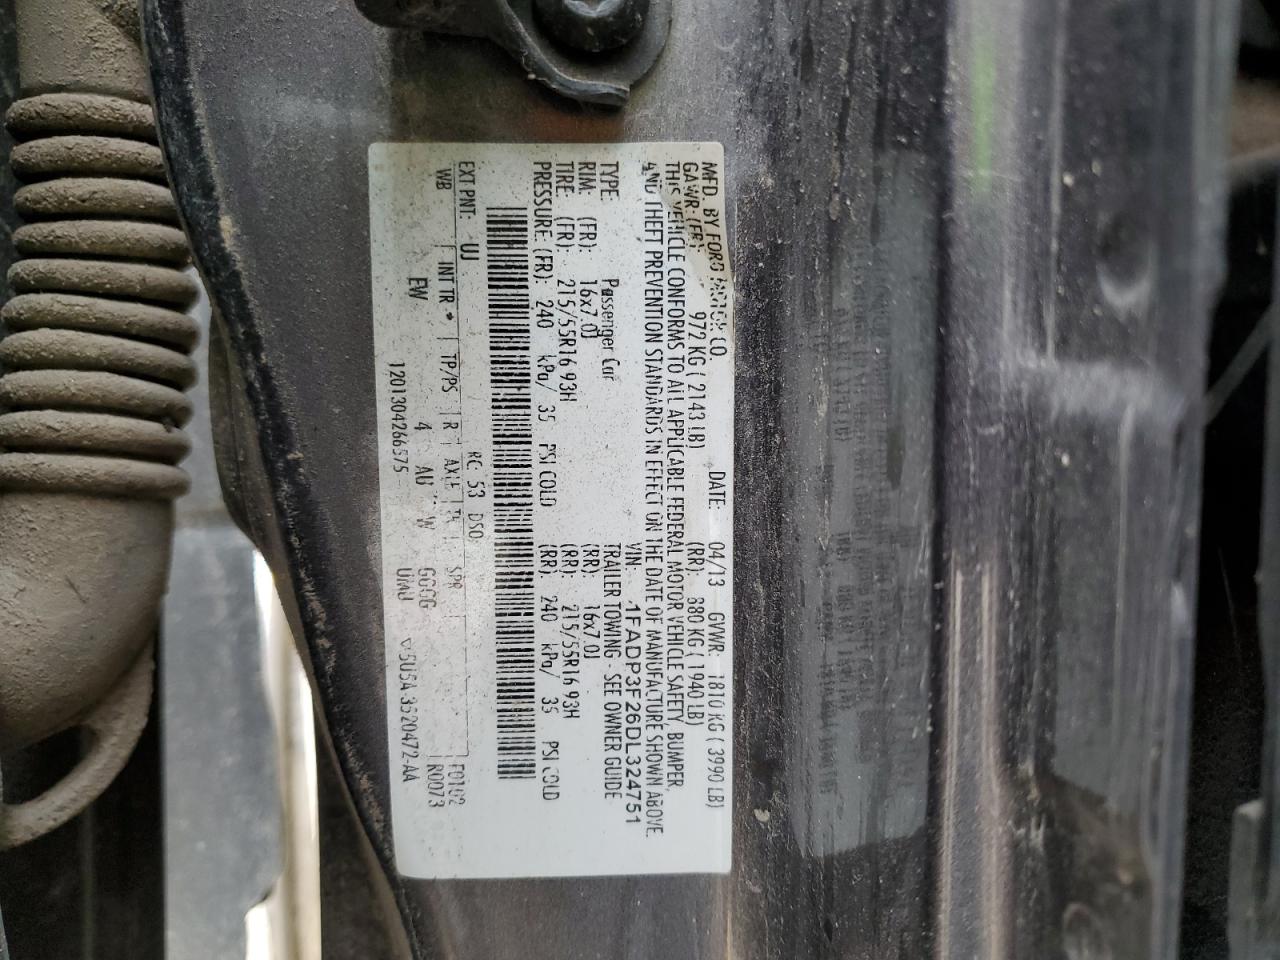 MFD. BY FORD MOTOR CO. DATE: 04/13 GVWR: 1810 KG ( 3990 LB)
GAWR: (FR): 972 KG ( 2143 LB) (RR): 880 KG ( 1940 LB)
THIS VEHICLE CONFORMS TO ALL APPLICABLE FEDERAL MOTOR VEHICLE SAFETY, BUMPER,
AND THEFT PREVENTION STANDARDS IN EFFECT ON THE DATE OF MANUFACTURE SHOWN ABOVE.
VIN: 1FADP3F26DL324751
TYPE: Passenger Car TRAILER TOWING - SEE OWNER GUIDE
RIM: (FR): 16x7.0J (RR): 16x7.0J
TIRE: (FR): 215/55R16 93H (RR): 215/55R16 93H
PRESSURE: (FR): 240 kPa/ 35 PSI COLD (RR) 240 kPa/ 35 PSI COLD
EXT PNT: UJ RC: 53 DSO:
WB INT TR TP/PS R AXLE SPR
EW 4 AU GGGG R0073
120130426575 UMU